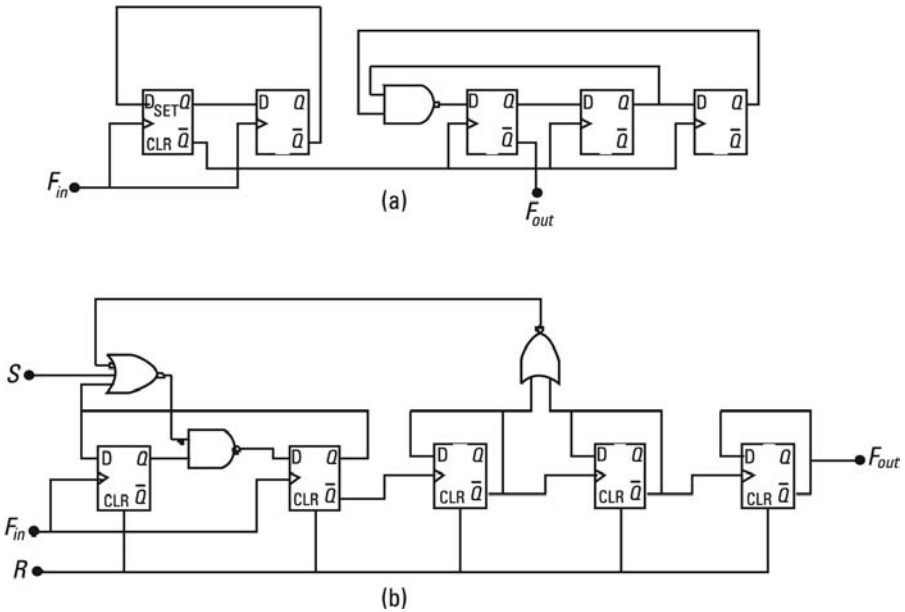 D Q D Q D Q D Q D Q
SET
CLR Q̅ Q̅ Q̅ Q̅ Q̅
F_in
(a)
F_out
S
D Q D Q D Q D Q D Q
F_out
CLR Q̅ CLR Q̅ CLR Q̅ CLR Q̅ CLR Q̅
F_in
R
(b)